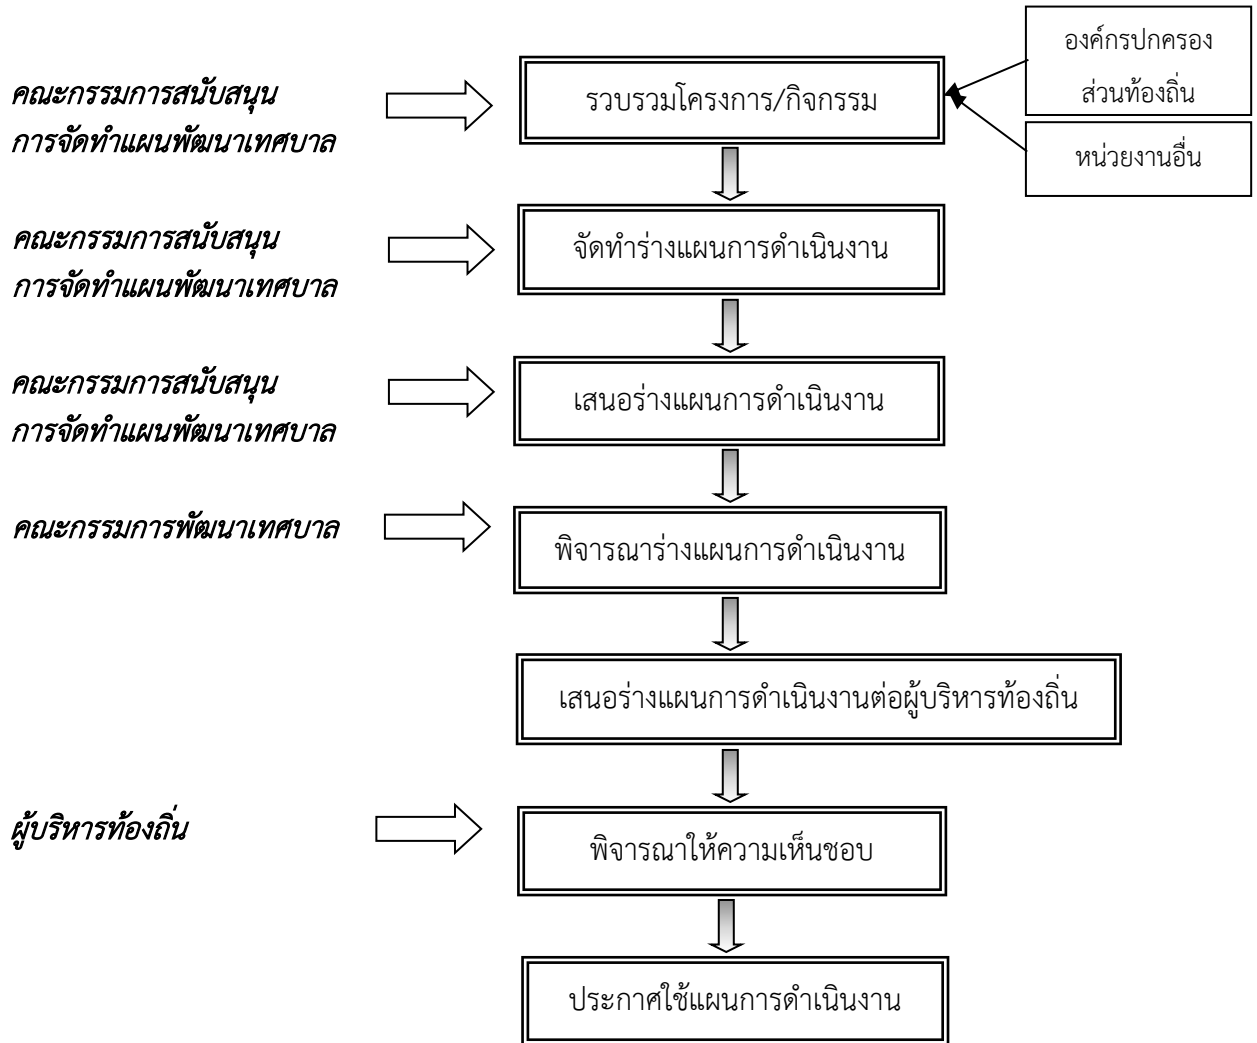 องค์กรปกครอง
ส่วนท้องถิ่น
คณะกรรมการสนับสนุน
การจัดทำแผนพัฒนาเทศบาล
รวบรวมโครงการ/กิจกรรม
หน่วยงานอื่น
คณะกรรมการสนับสนุน
การจัดทำแผนพัฒนาเทศบาล
จัดทำร่างแผนการดำเนินงาน
คณะกรรมการสนับสนุน
การจัดทำแผนพัฒนาเทศบาล
เสนอร่างแผนการดำเนินงาน
คณะกรรมการพัฒนาเทศบาล
พิจารณาร่างแผนการดำเนินงาน
เสนอร่างแผนการดำเนินงานต่อผู้บริหารท้องถิ่น
ผู้บริหารท้องถิ่น
พิจารณาให้ความเห็นชอบ
ประกาศใช้แผนการดำเนินงาน